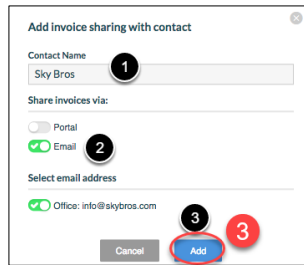 Add invoice sharing with contact
Contact Name
Sky Bros
1
Share invoices via:
Portal
Email
2
Select email address
Office: info@skybros.com
3
3
Cancel
Add